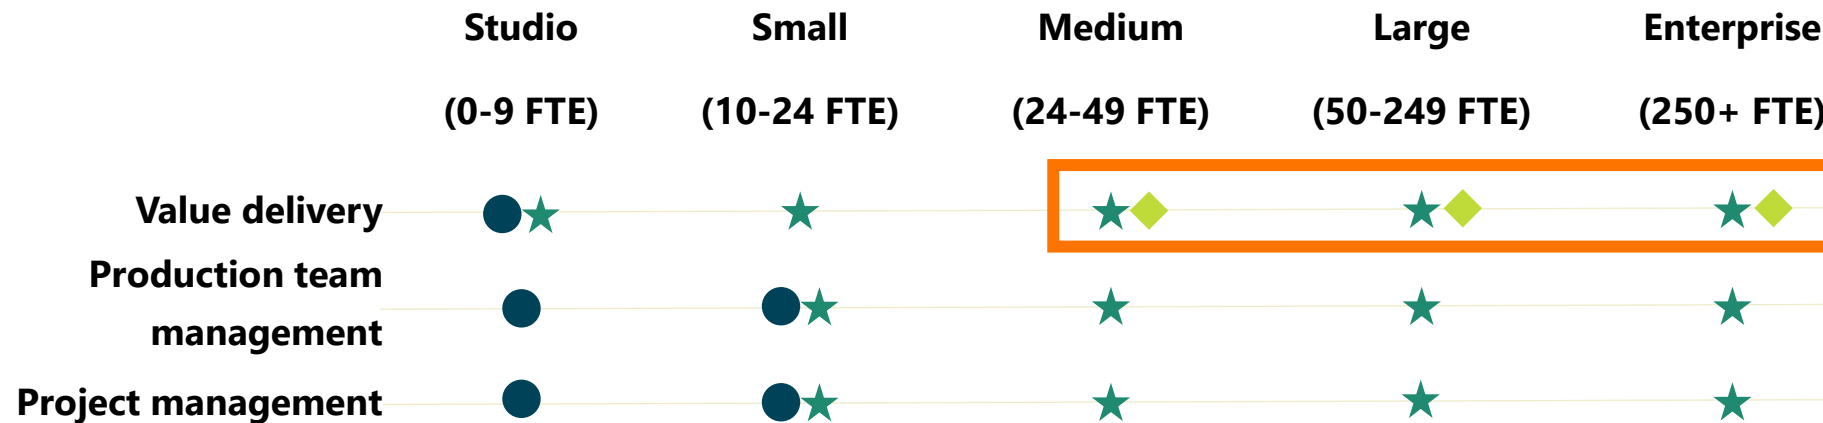 Studio Small Medium Large Enterprise
(0-9 FTE) (10-24 FTE) (24-49 FTE) (50-249 FTE) (250+ FTE)
Value delivery
Production team
management
Project management